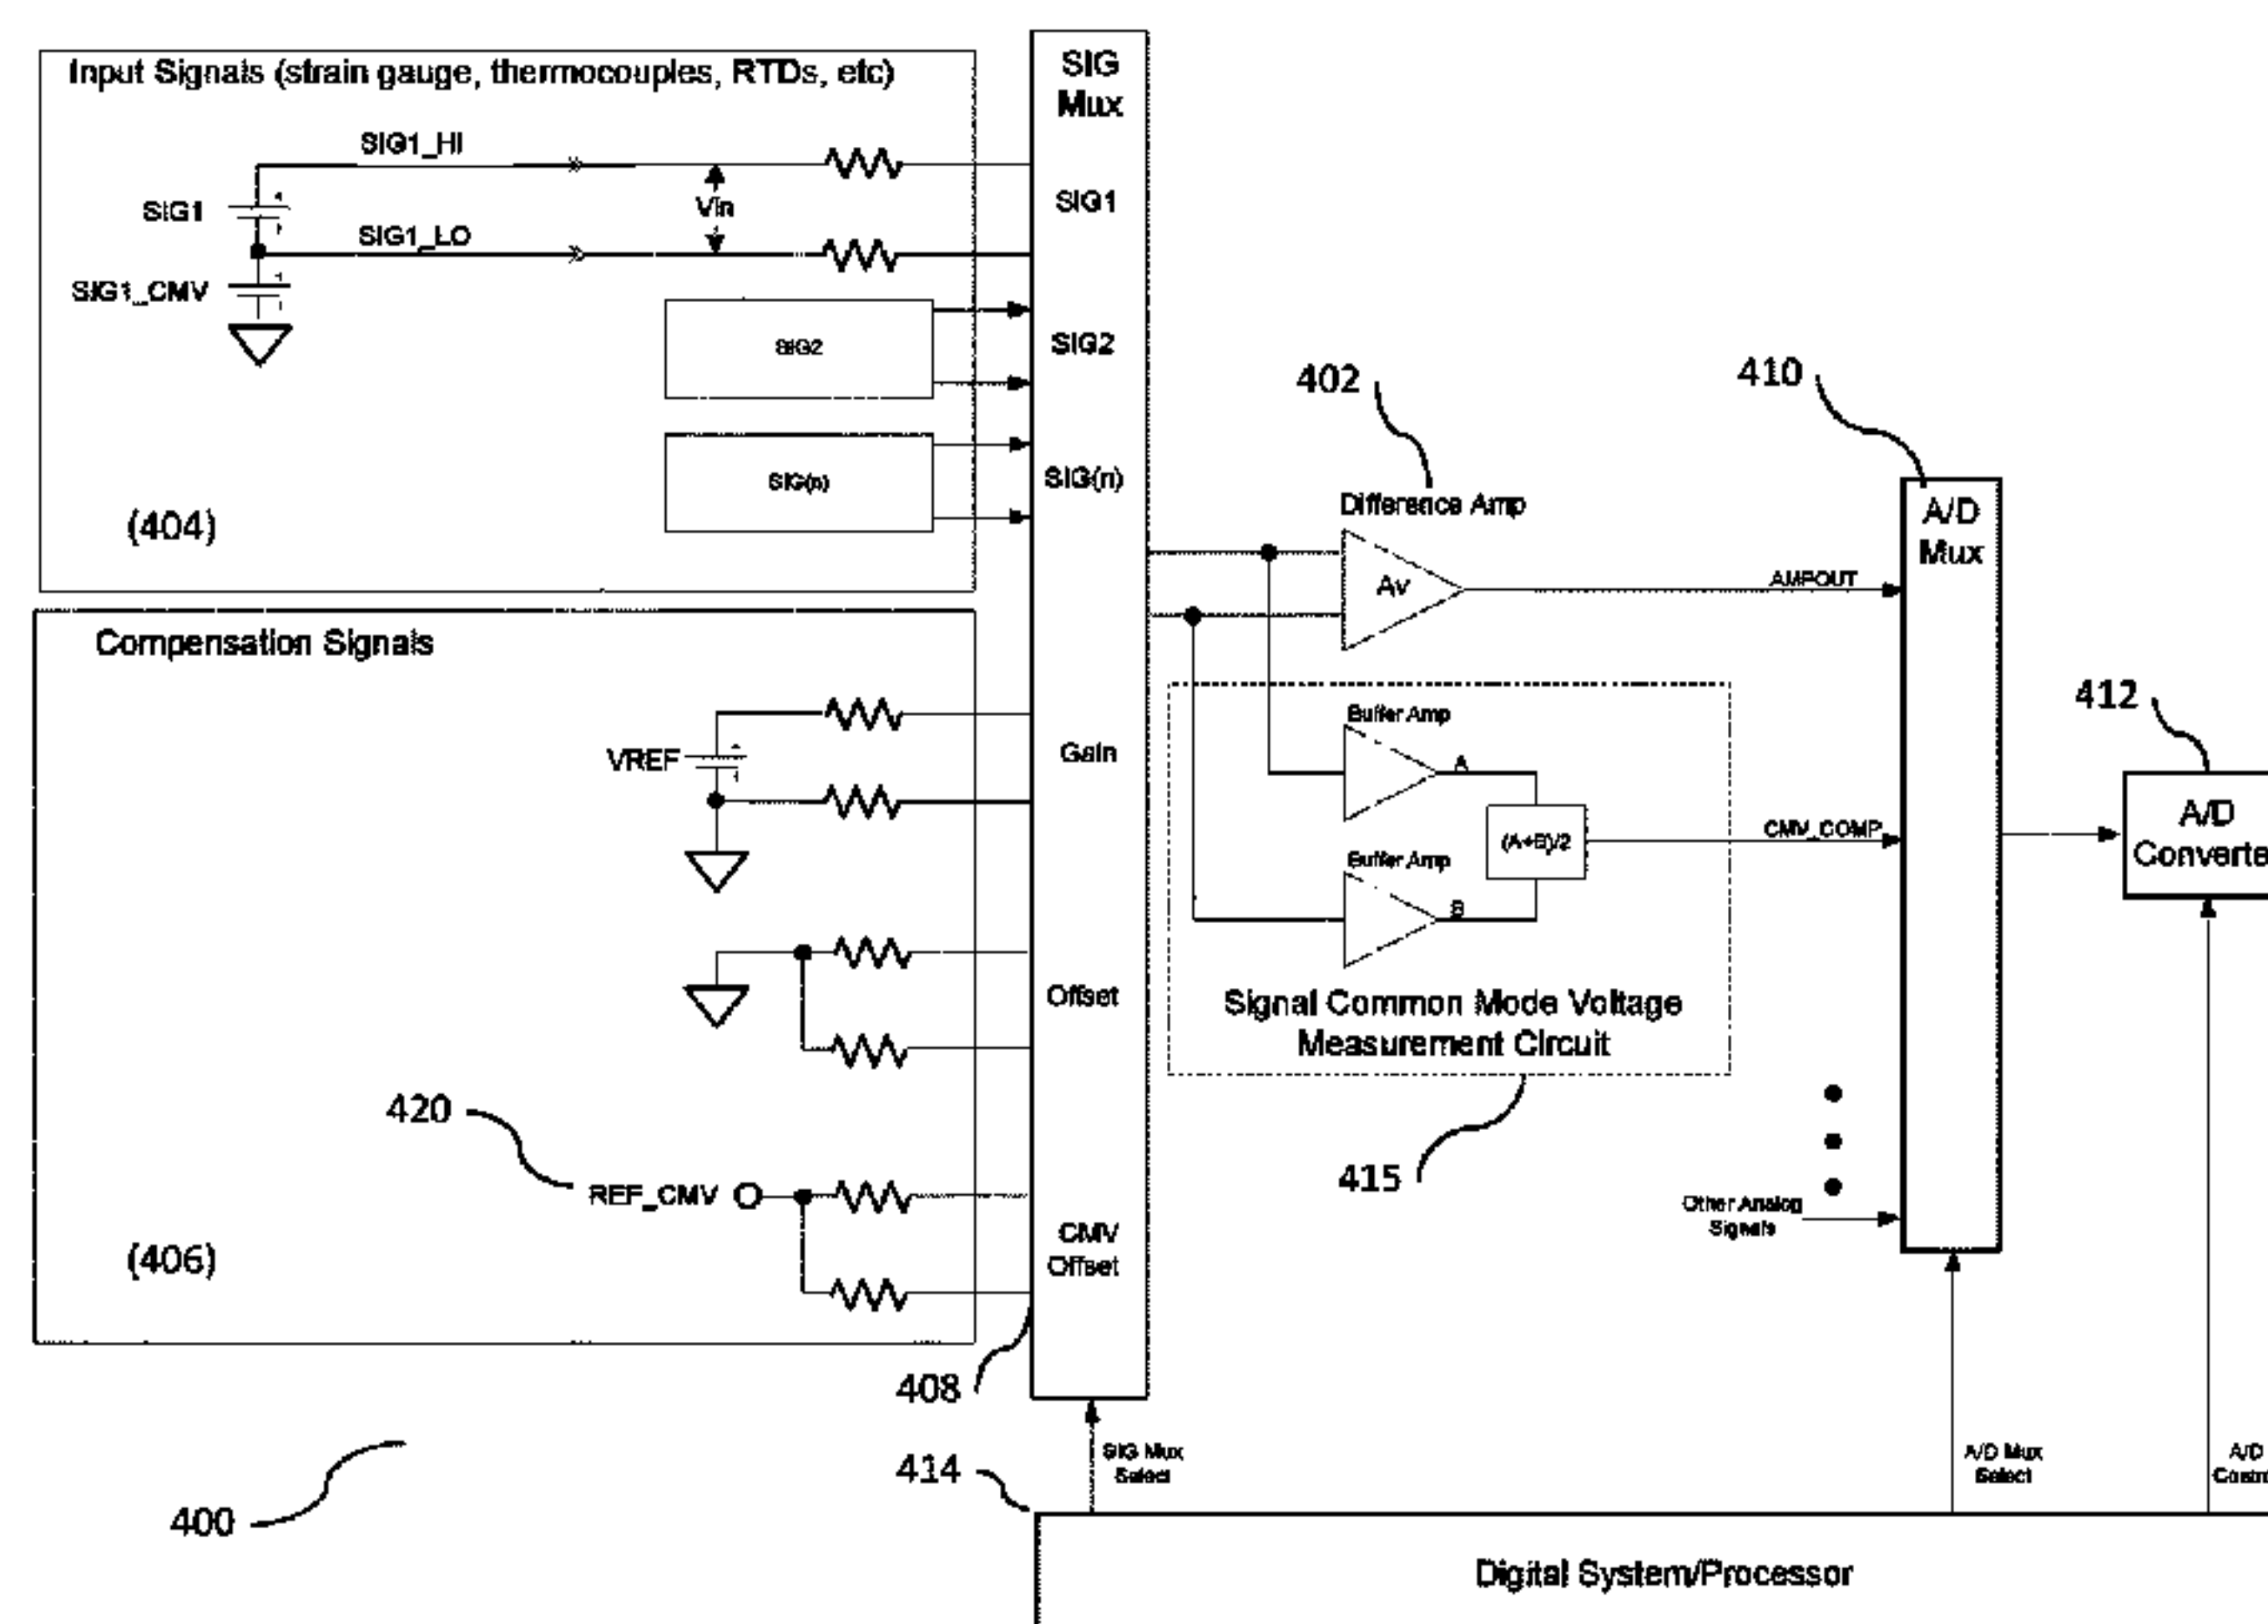 Input Signals (strain gauge, thermocouples, RTDs, etc)
SIG1_HI
SIG1
Vin
SIG1_LO
SIG1_CMV
SIG2
SIG(n)
(404)
Compensation Signals
VREF
420
REF_CMV
(406)
SIG
Mux
SIG1
SIG2
SIG(n)
Gain
Offset
CMV
Offset
408
402
Difference Amp
Av
AMPOUT
Buffer Amp
A
(A+B)/2
CMV_COMP
Buffer Amp
B
Signal Common Mode Voltage
Measurement Circuit
415
Other Analog
Signals
410
A/D
Mux
412
A/D
Converte
400
414
SIG Mux
Select
A/D Mux
Select
A/D
Contr
Digital System/Processor